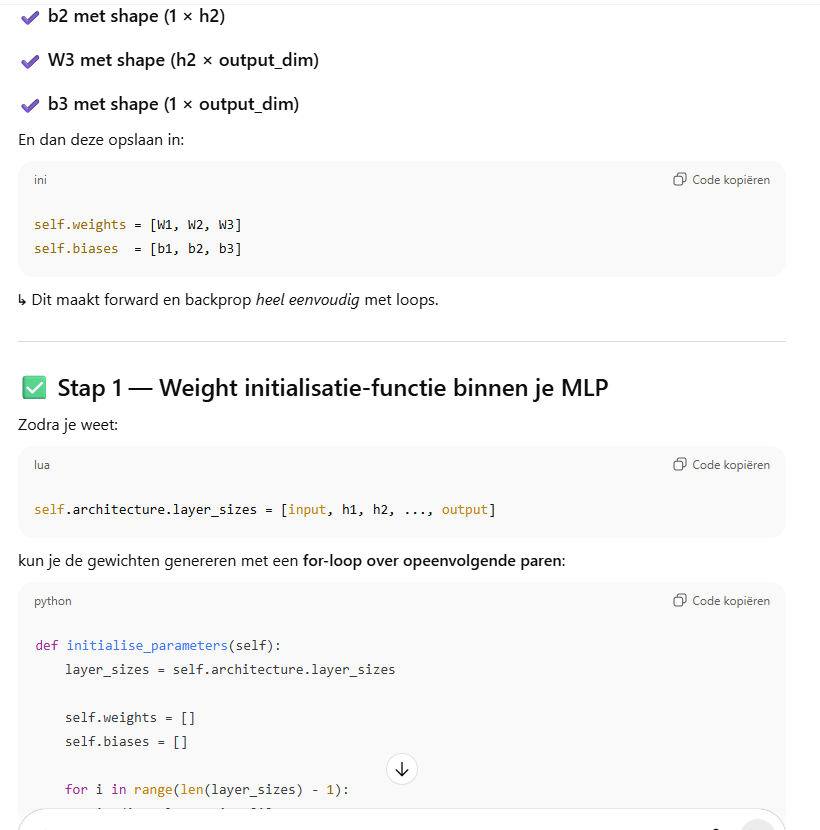 b2 met shape (1 × h2)
W3 met shape (h2 × output_dim)
b3 met shape (1 × output_dim)
En dan deze opslaan in:
ini
Code kopiëren
self.weights = [W1, W2, W3]
self.biases  = [b1, b2, b3]
↳ Dit maakt forward en backprop heel eenvoudig met loops.
Stap 1 — Weight initialisatie-functie binnen je MLP
Zodra je weet:
lua
Code kopiëren
self.architecture.layer_sizes = [input, h1, h2, ..., output]
kun je de gewichten genereren met een for-loop over opeenvolgende paren:
python
Code kopiëren
def initialise_parameters(self):
    layer_sizes = self.architecture.layer_sizes
    self.weights = []
    self.biases = []
    for i in range(len(layer_sizes) - 1):